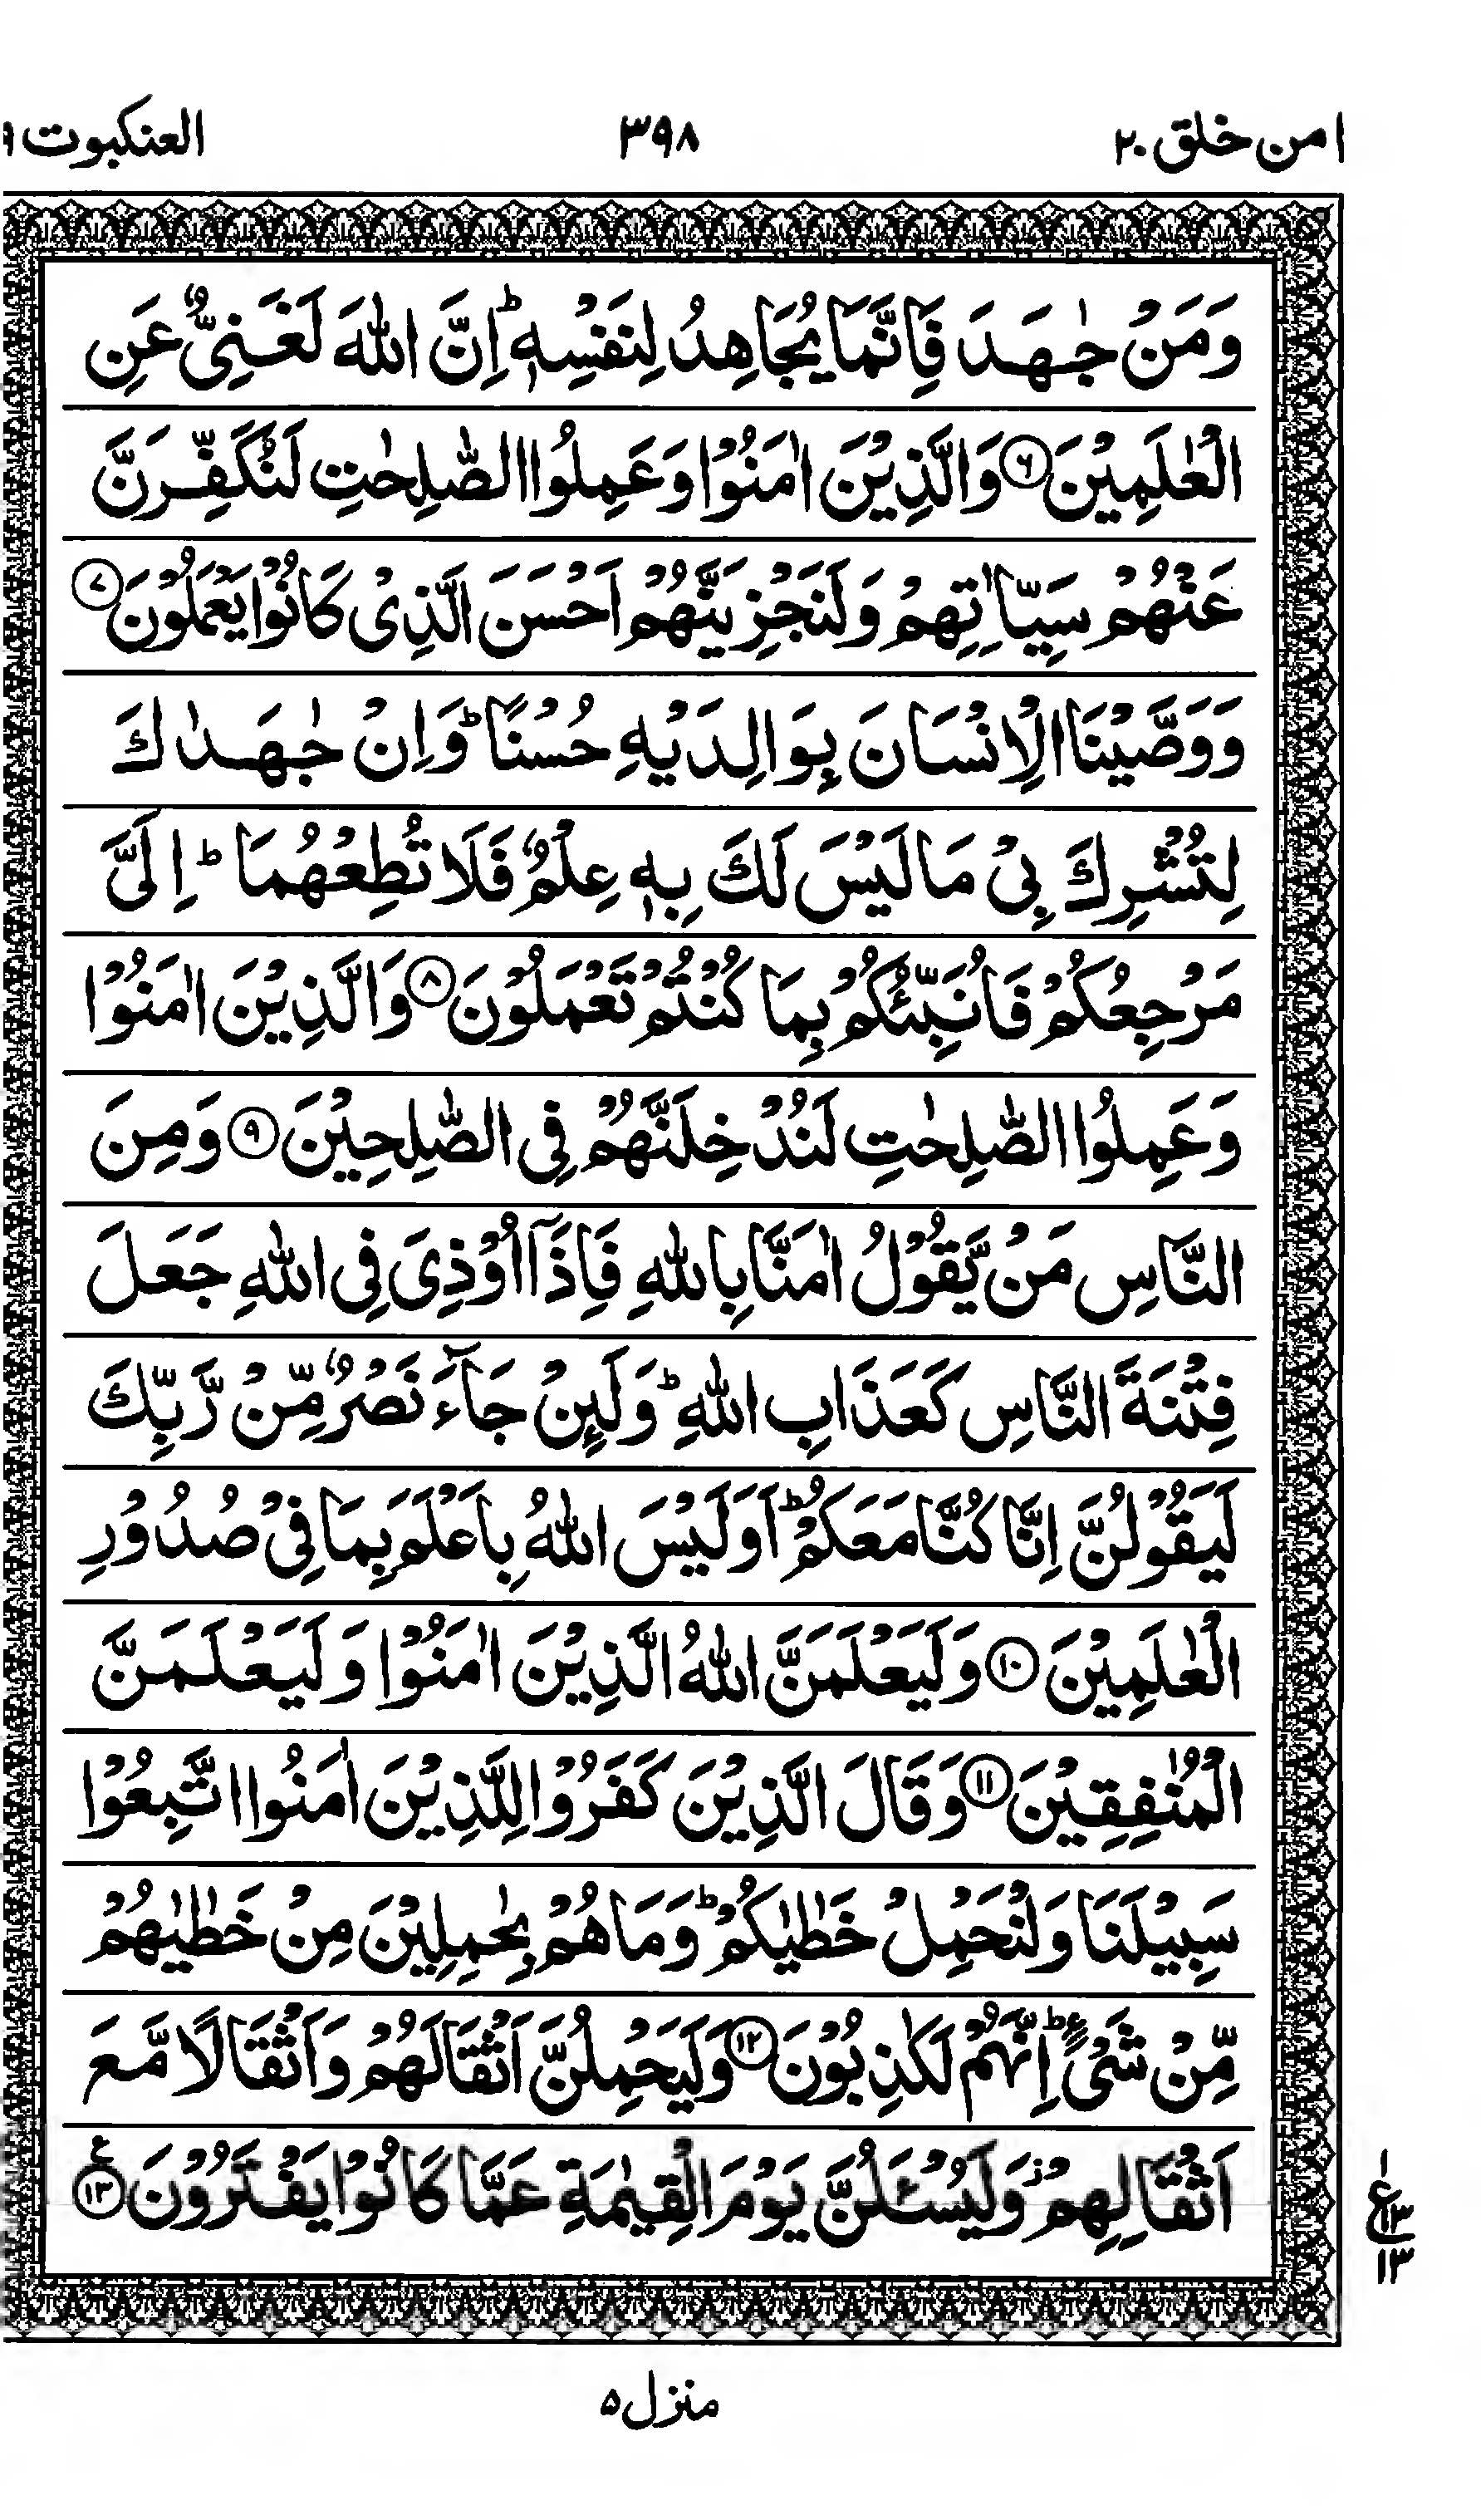 امن خلق ٢٠ ٣٩٨ العنكبوت
وَمَنْ جٰهَدَ فَاِنَّمَا يُجَاهِدُ لِنَفْسِهٖ ؕ اِنَّ اللّٰهَ لَغَنِيٌّ عَنِ
الْعٰلَمِيْنَ ۝٦ وَالَّذِيْنَ اٰمَنُوْا وَعَمِلُوا الصّٰلِحٰتِ لَنُكَفِّرَنَّ
عَنْهُمْ سَيِّاٰتِهِمْ وَلَنَجْزِيَنَّهُمْ اَحْسَنَ الَّذِيْ كَانُوْا يَعْمَلُوْنَ ۝٧
وَوَصَّيْنَا الْاِنْسَانَ بِوَالِدَيْهِ حُسْنًا ؕ وَاِنْ جٰهَدٰكَ
لِتُشْرِكَ بِيْ مَا لَيْسَ لَكَ بِهٖ عِلْمٌ فَلَا تُطِعْهُمَا ؕ اِلَيَّ
مَرْجِعُكُمْ فَاُنَبِّئُكُمْ بِمَا كُنْتُمْ تَعْمَلُوْنَ ۝٨ وَالَّذِيْنَ اٰمَنُوْا
وَعَمِلُوا الصّٰلِحٰتِ لَنُدْخِلَنَّهُمْ فِي الصّٰلِحِيْنَ ۝٩ وَمِنَ
النَّاسِ مَنْ يَّقُوْلُ اٰمَنَّا بِاللّٰهِ فَاِذَآ اُوْذِيَ فِي اللّٰهِ جَعَلَ
فِتْنَةَ النَّاسِ كَعَذَابِ اللّٰهِ ؕ وَلَىِٕنْ جَآءَ نَصْرٌ مِّنْ رَّبِّكَ
لَيَقُوْلُنَّ اِنَّا كُنَّا مَعَكُمْ ؕ اَوَلَيْسَ اللّٰهُ بِاَعْلَمَ بِمَا فِيْ صُدُوْرِ
الْعٰلَمِيْنَ ۝١٠ وَلَيَعْلَمَنَّ اللّٰهُ الَّذِيْنَ اٰمَنُوْا وَلَيَعْلَمَنَّ
الْمُنٰفِقِيْنَ ۝١١ وَقَالَ الَّذِيْنَ كَفَرُوْا لِلَّذِيْنَ اٰمَنُوا اتَّبِعُوْا
سَبِيْلَنَا وَلْنَحْمِلْ خَطٰيٰكُمْ ؕ وَمَا هُمْ بِحٰمِلِيْنَ مِنْ خَطٰيٰهُمْ
مِّنْ شَيْءٍ ؕ اِنَّهُمْ لَكٰذِبُوْنَ ۝١٢ وَلَيَحْمِلُنَّ اَثْقَالَهُمْ وَاَثْقَالًا مَّعَ
اَثْقَالِهِمْ ؗ وَلَيُسْـَٔلُنَّ يَوْمَ الْقِيٰمَةِ عَمَّا كَانُوْا يَفْتَرُوْنَ ۝١٣ ع
١
ع ١٣
١٣
منزل ٥